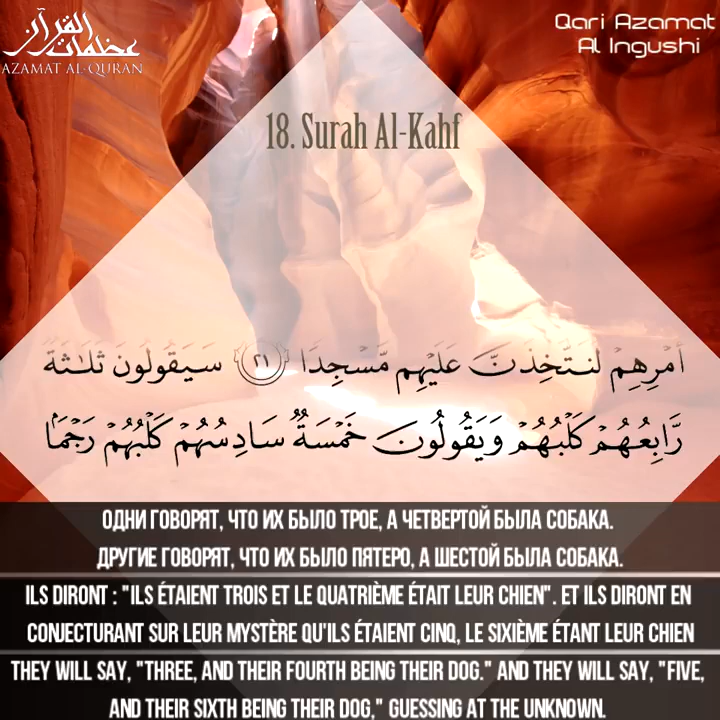 عظمات القرآن
AZAMAT AL-QURAN
Qari Azamat
Al Ingushi
18. Surah Al-Kahf
أَمْرِهِمْ لَنَتَّخِذَنَّ عَلَيْهِم مَّسْجِدًا ٢١ سَيَقُولُونَ ثَلَٰثَةٌ
رَّابِعُهُمْ كَلْبُهُمْ وَيَقُولُونَ خَمْسَةٌ سَادِسُهُمْ كَلْبُهُمْ رَجْمًۢا
ОДНИ ГОВОРЯТ, ЧТО ИХ БЫЛО ТРОЕ, А ЧЕТВЕРТОЙ БЫЛА СОБАКА.
ДРУГИЕ ГОВОРЯТ, ЧТО ИХ БЫЛО ПЯТЕРО, А ШЕСТОЙ БЫЛА СОБАКА.
ILS DIRONT : "ILS ÉTAIENT TROIS ET LE QUATRIÈME ÉTAIT LEUR CHIEN". ET ILS DIRONT EN
CONJECTURANT SUR LEUR MYSTÈRE QU'ILS ÉTAIENT CINQ, LE SIXIÈME ÉTANT LEUR CHIEN
THEY WILL SAY, "THREE, AND THEIR FOURTH BEING THEIR DOG." AND THEY WILL SAY, "FIVE,
AND THEIR SIXTH BEING THEIR DOG," GUESSING AT THE UNKNOWN.